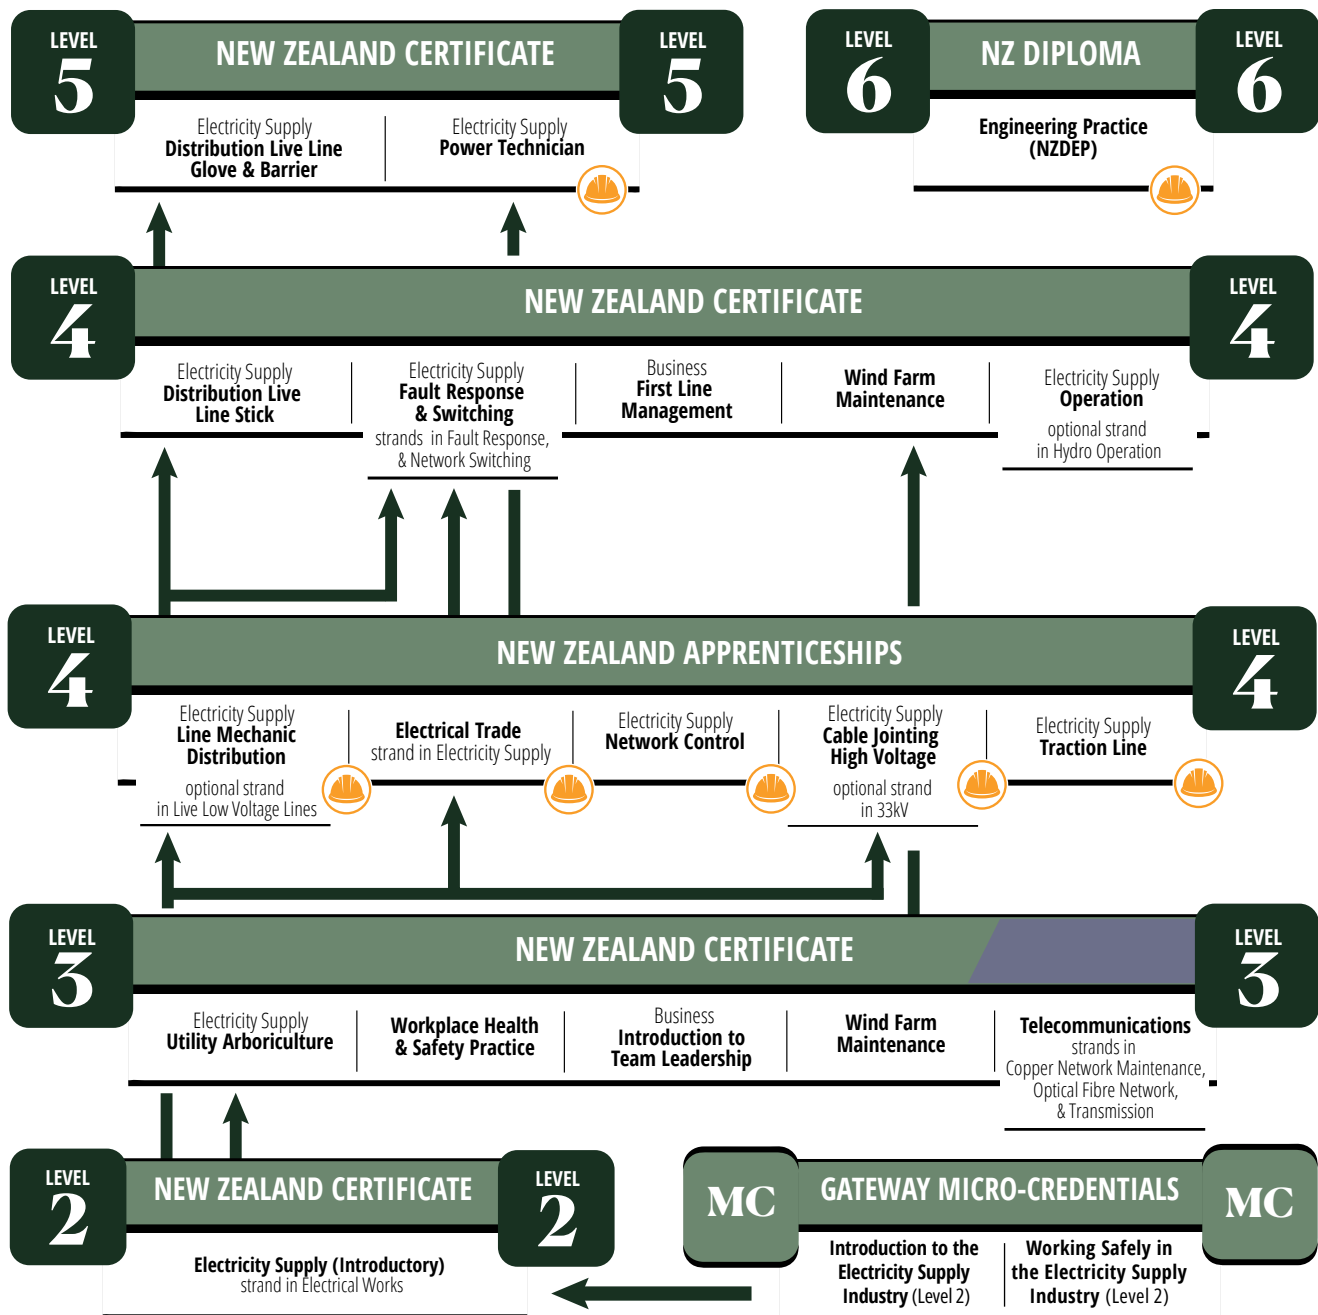 LEVEL
5
NEW ZEALAND CERTIFICATE
LEVEL
5
Electricity Supply
Distribution Live Line
Glove & Barrier
Electricity Supply
Power Technician
LEVEL
6
NZ DIPLOMA
LEVEL
6
Engineering Practice
(NZDEP)
LEVEL
4
NEW ZEALAND CERTIFICATE
LEVEL
4
Electricity Supply
Distribution Live
Line Stick
Electricity Supply
Fault Response
& Switching
strands in Fault Response,
& Network Switching
Business
First Line
Management
Wind Farm
Maintenance
Electricity Supply
Operation
optional strand
in Hydro Operation
LEVEL
4
NEW ZEALAND APPRENTICESHIPS
LEVEL
4
Electricity Supply
Line Mechanic
Distribution
optional strand
in Live Low Voltage Lines
Electrical Trade
strand in Electricity Supply
Electricity Supply
Network Control
Electricity Supply
Cable Jointing
High Voltage
optional strand
in 33kV
Electricity Supply
Traction Line
LEVEL
3
NEW ZEALAND CERTIFICATE
LEVEL
3
Electricity Supply
Utility Arboriculture
Workplace Health
& Safety Practice
Business
Introduction to
Team Leadership
Wind Farm
Maintenance
Telecommunications
strands in
Copper Network Maintenance,
Optical Fibre Network,
& Transmission
LEVEL
2
NEW ZEALAND CERTIFICATE
LEVEL
2
Electricity Supply (Introductory)
strand in Electrical Works
MC
GATEWAY MICRO-CREDENTIALS
MC
Introduction to the
Electricity Supply
Industry (Level 2)
Working Safely in
the Electricity Supply
Industry (Level 2)